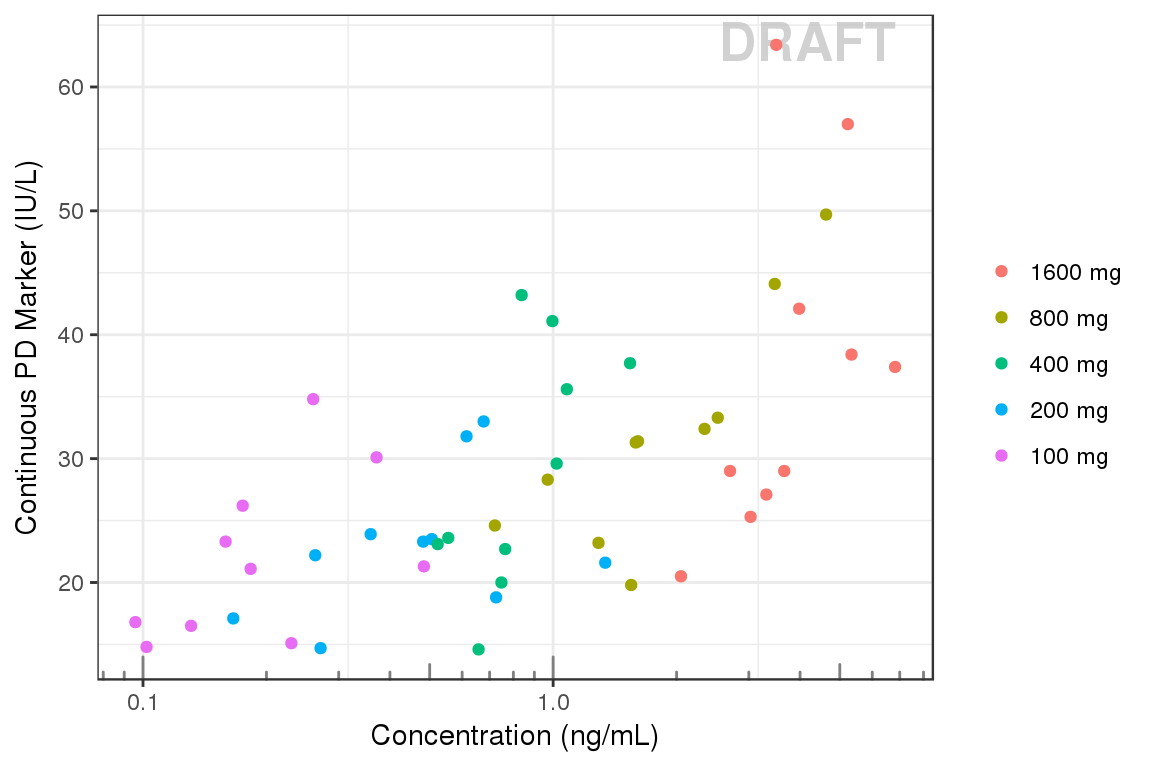 DRAFT
Continuous PD Marker (IU/L)
60
50
40
30
20
0.1
1.0
Concentration (ng/mL)
1600 mg
800 mg
400 mg
200 mg
100 mg